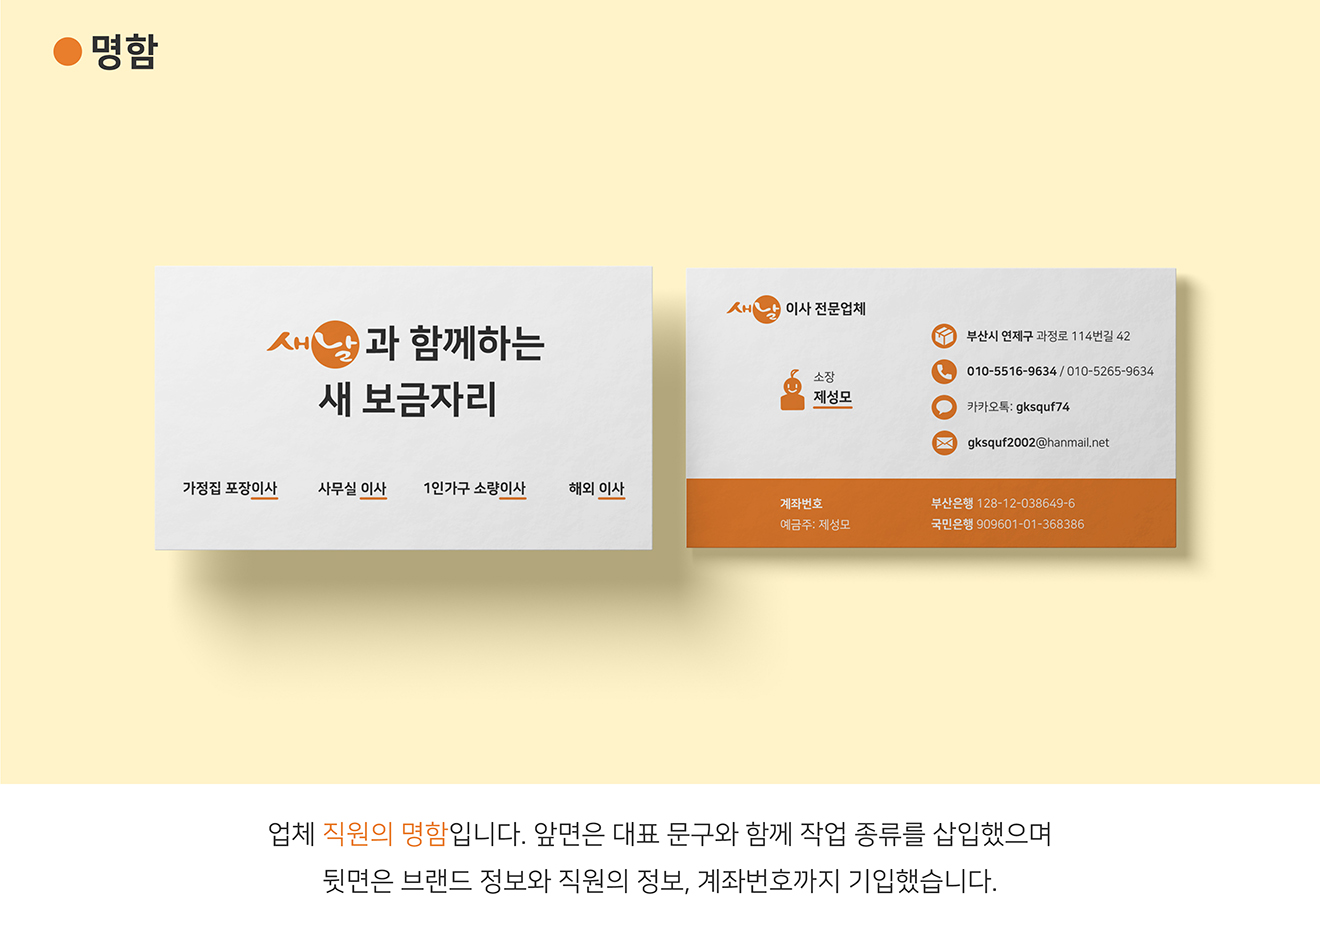 명함
새날과 함께하는
새 보금자리
가정집 포장이사 사무실 이사 1인가구 소량이사 해외 이사
새날 이사 전문업체
소장
제성모
부산시 연제구 과정로 114번길 42
010-5516-9634 / 010-5265-9634
카카오톡: gksquf74
gksquf2002@hanmail.net
계좌번호
예금주: 제성모
부산은행 128-12-038649-6
국민은행 909601-01-368386
업체 직원의 명함입니다. 앞면은 대표 문구와 함께 작업 종류를 삽입했으며
뒷면은 브랜드 정보와 직원의 정보, 계좌번호까지 기입했습니다.